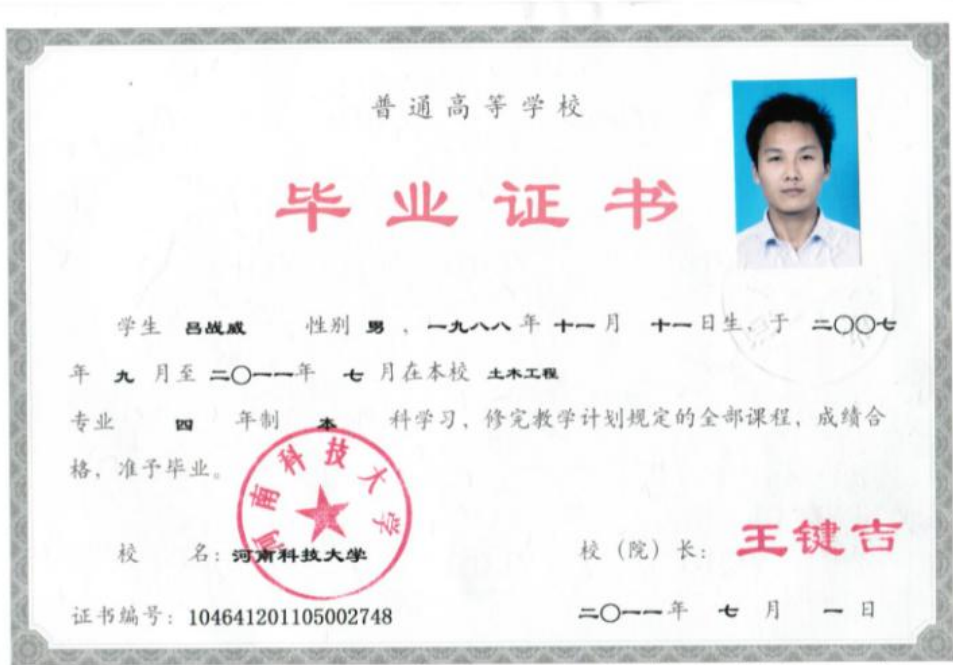 普通高等学校
毕业证书
学生 吕战威 性别 男 ，一九八八 年 十一 月 十一 日生，于 二〇〇七
年 九 月至 二〇一一年 七 月在本校 土木工程
专业 四 年制 本 科学习，修完教学计划规定的全部课程，成绩合
格，准予毕业。
河南科技大学
校 名：河南科技大学 校（院）长：王键吉
证书编号：104641201105002748 二〇一一年 七 月 一 日